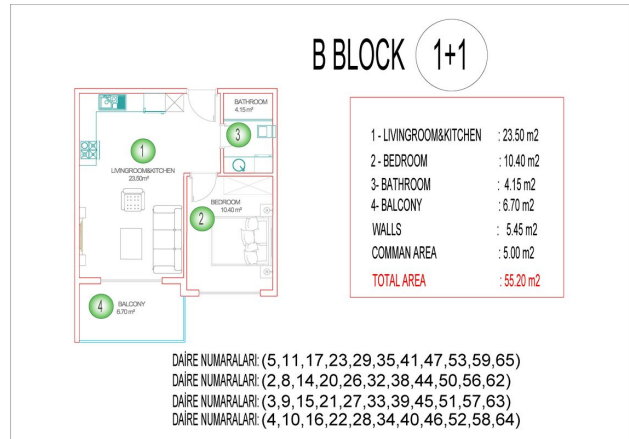 B BLOCK 1+1
BATHROOM
4.15m²
3
1
LIVINGROOM&KITCHEN
23.50m²
BEDROOM
10.40 m²
2
4
BALCONY
6.70 m²
1 - LIVINGROOM&KITCHEN : 23.50 m2
2 - BEDROOM : 10.40 m2
3- BATHROOM : 4.15 m2
4- BALCONY : 6.70 m2
WALLS : 5.45 m2
COMMAN AREA : 5.00 m2
TOTAL AREA : 55.20 m2
DAİRE NUMARALARI: (5,11,17,23,29,35,41,47,53,59,65)
DAİRE NUMARALARI: (2,8,14,20,26,32,38,44,50,56,62)
DAİRE NUMARALARI: (3,9,15,21,27,33,39,45,51,57,63)
DAİRE NUMARALARI: (4,10,16,22,28,34,40,46,52,58,64)